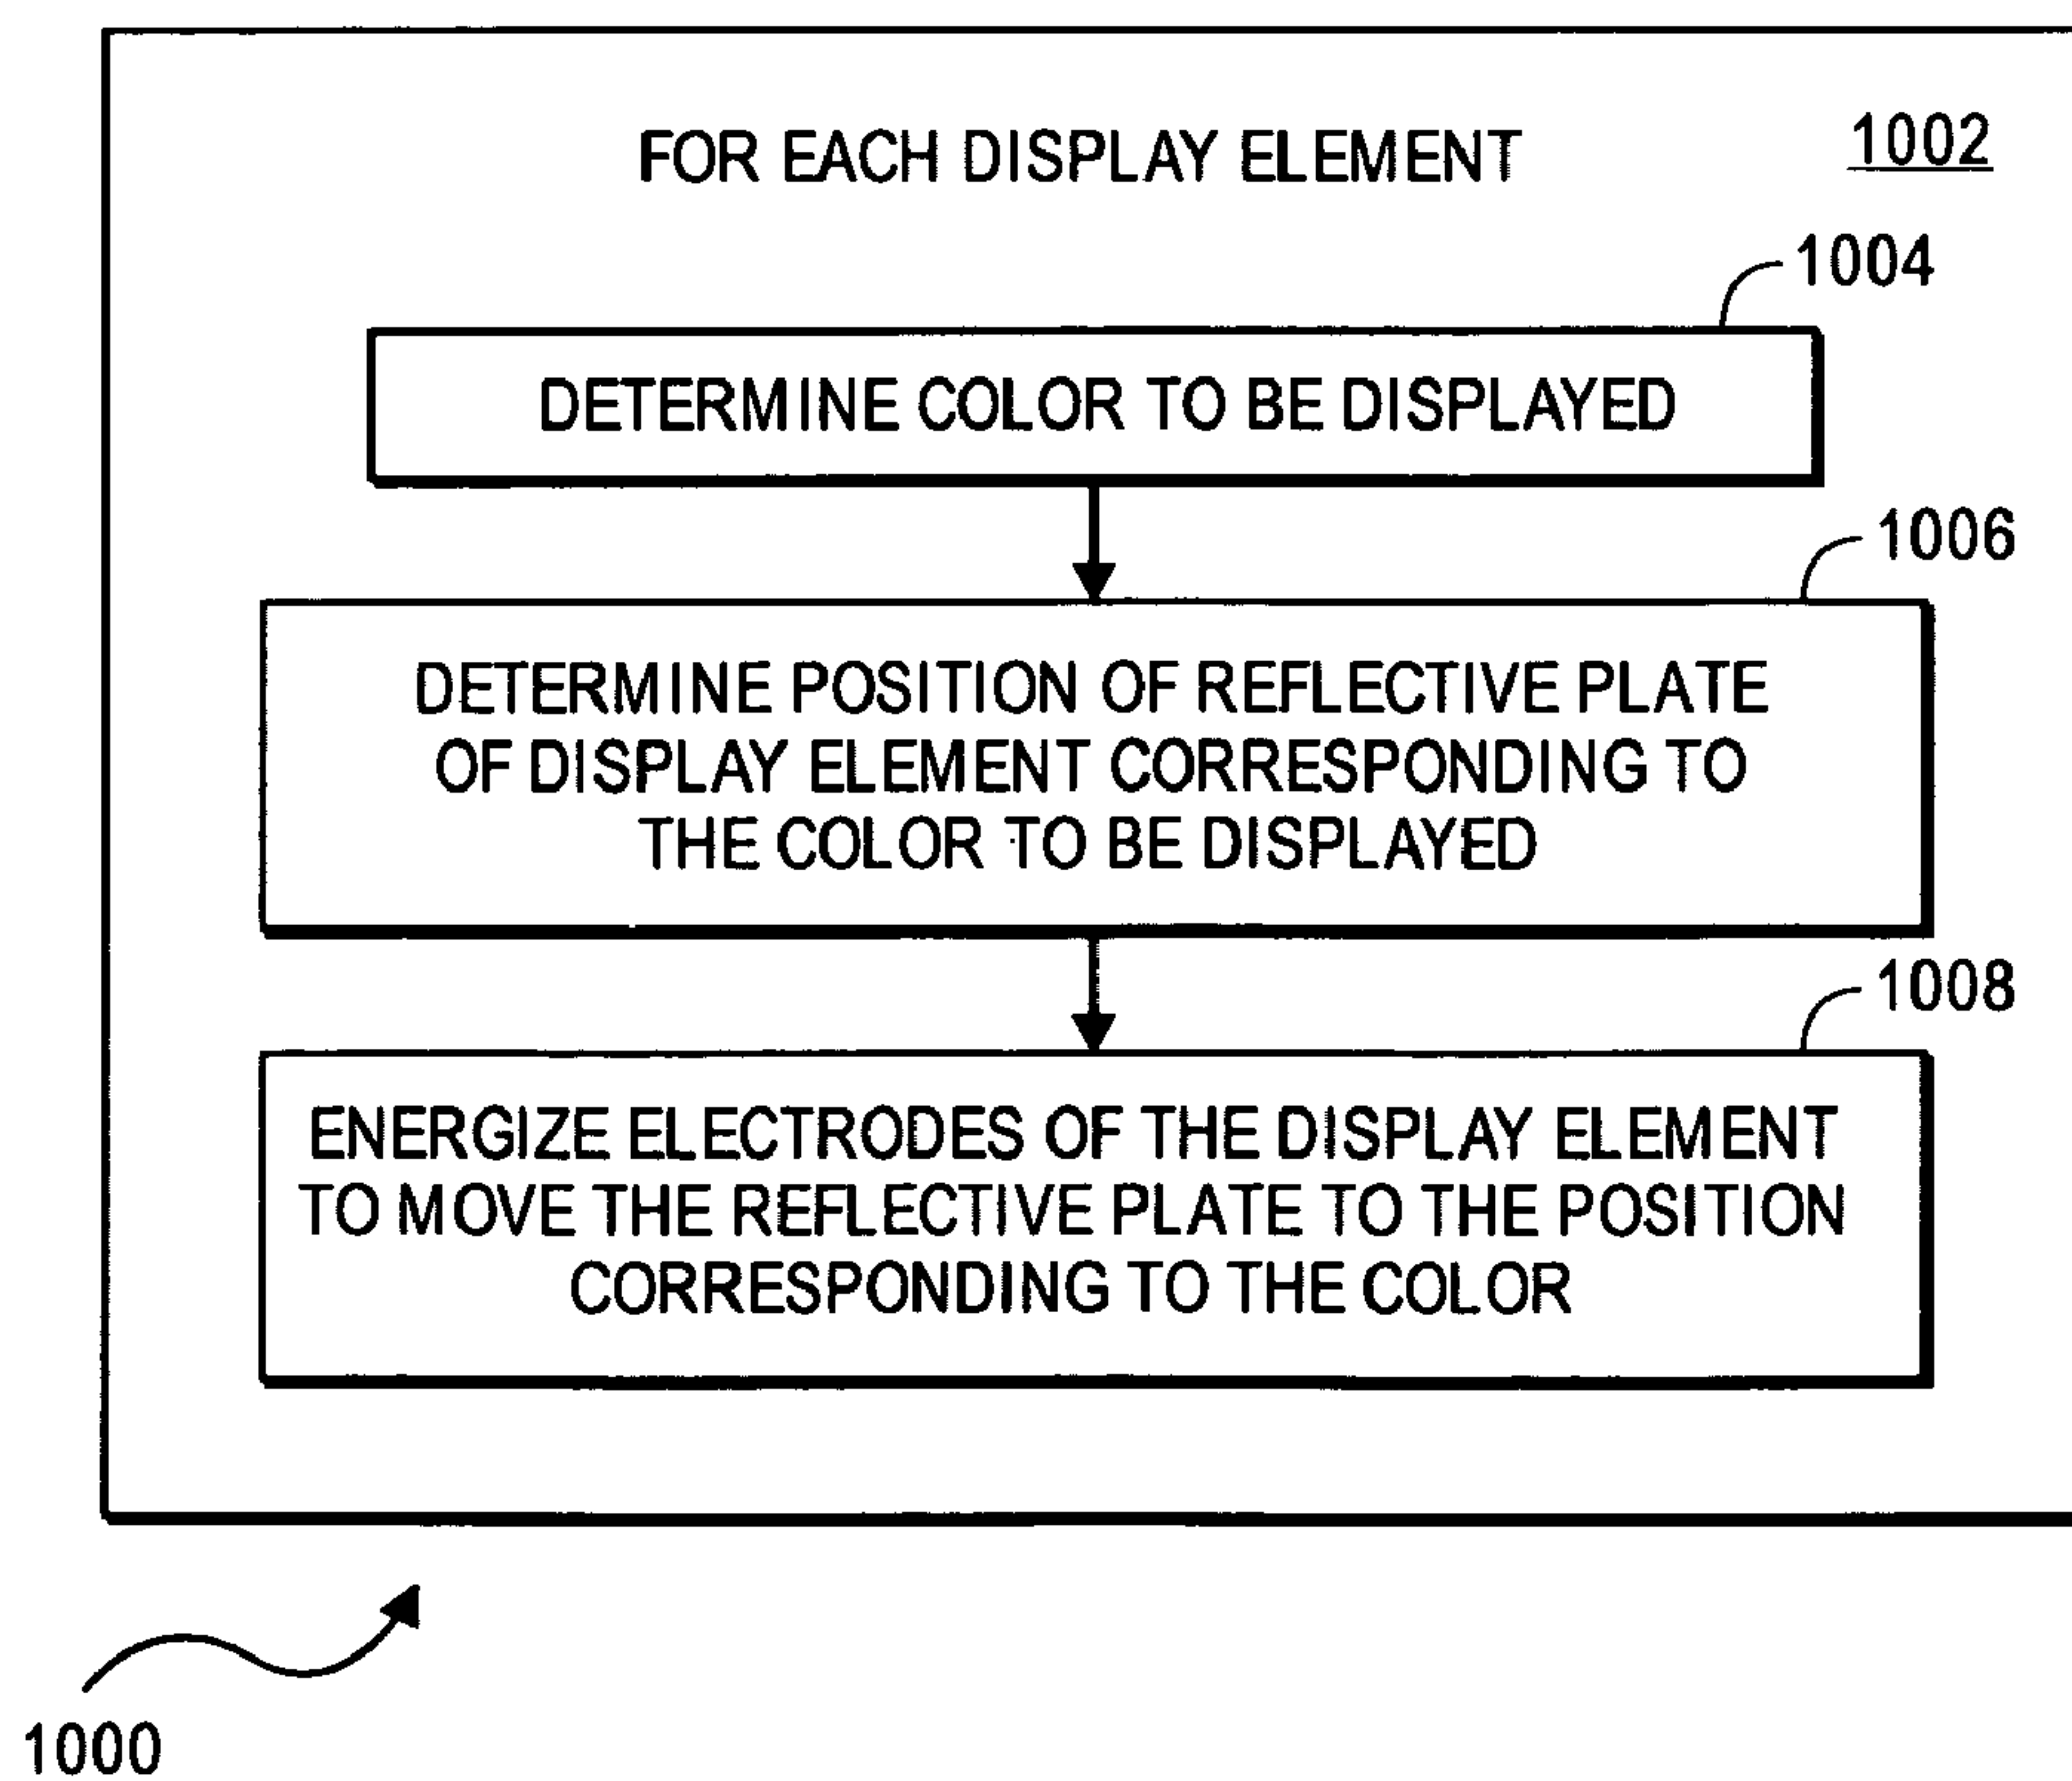 FOR EACH DISPLAY ELEMENT
1002
1004
DETERMINE COLOR TO BE DISPLAYED
1006
DETERMINE POSITION OF REFLECTIVE PLATE
OF DISPLAY ELEMENT CORRESPONDING TO
THE COLOR TO BE DISPLAYED
1008
ENERGIZE ELECTRODES OF THE DISPLAY ELEMENT
TO MOVE THE REFLECTIVE PLATE TO THE POSITION
CORRESPONDING TO THE COLOR
1000